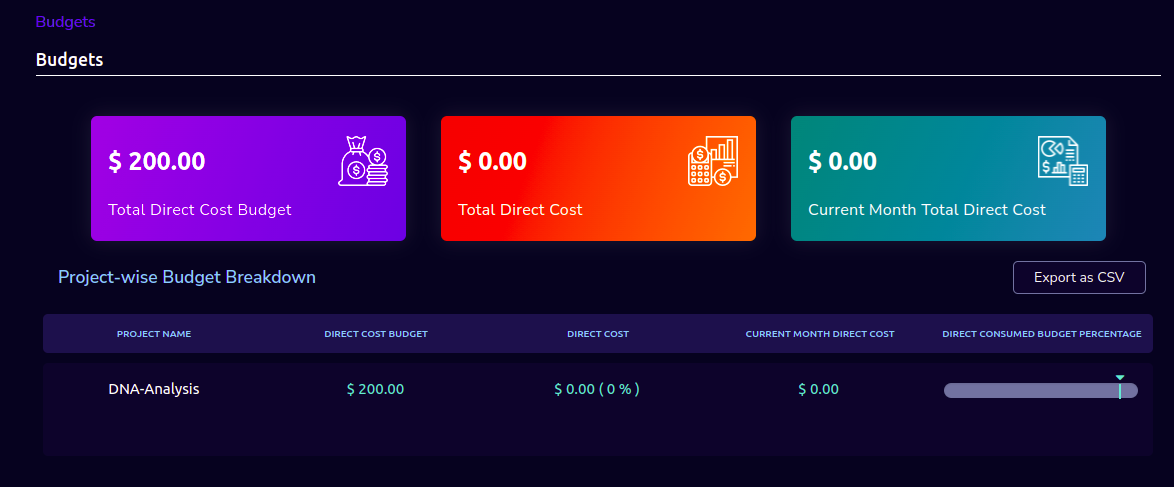 Budgets
Budgets
$ 200.00
Total Direct Cost Budget
$ 0.00
Total Direct Cost
$ 0.00
Current Month Total Direct Cost
Project-wise Budget Breakdown
Export as CSV
PROJECT NAME DIRECT COST BUDGET DIRECT COST CURRENT MONTH DIRECT COST DIRECT CONSUMED BUDGET PERCENTAGE
DNA-Analysis $ 200.00 $ 0.00 ( 0 % ) $ 0.00